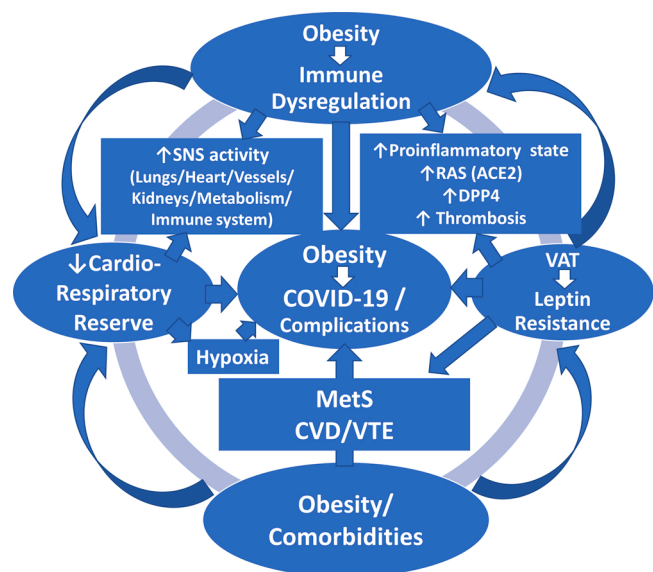 Obesity
Immune
Dysregulation
↑SNS activity
(Lungs/Heart/Vessels/
Kidneys/Metabolism/
Immune system)
↑Proinflammatory state
↑RAS (ACE2)
↑DPP4
↑ Thrombosis
↓Cardio-
Respiratory
Reserve
Obesity
COVID-19 /
Complications
VAT
Leptin
Resistance
Hypoxia
MetS
CVD/VTE
Obesity/
Comorbidities